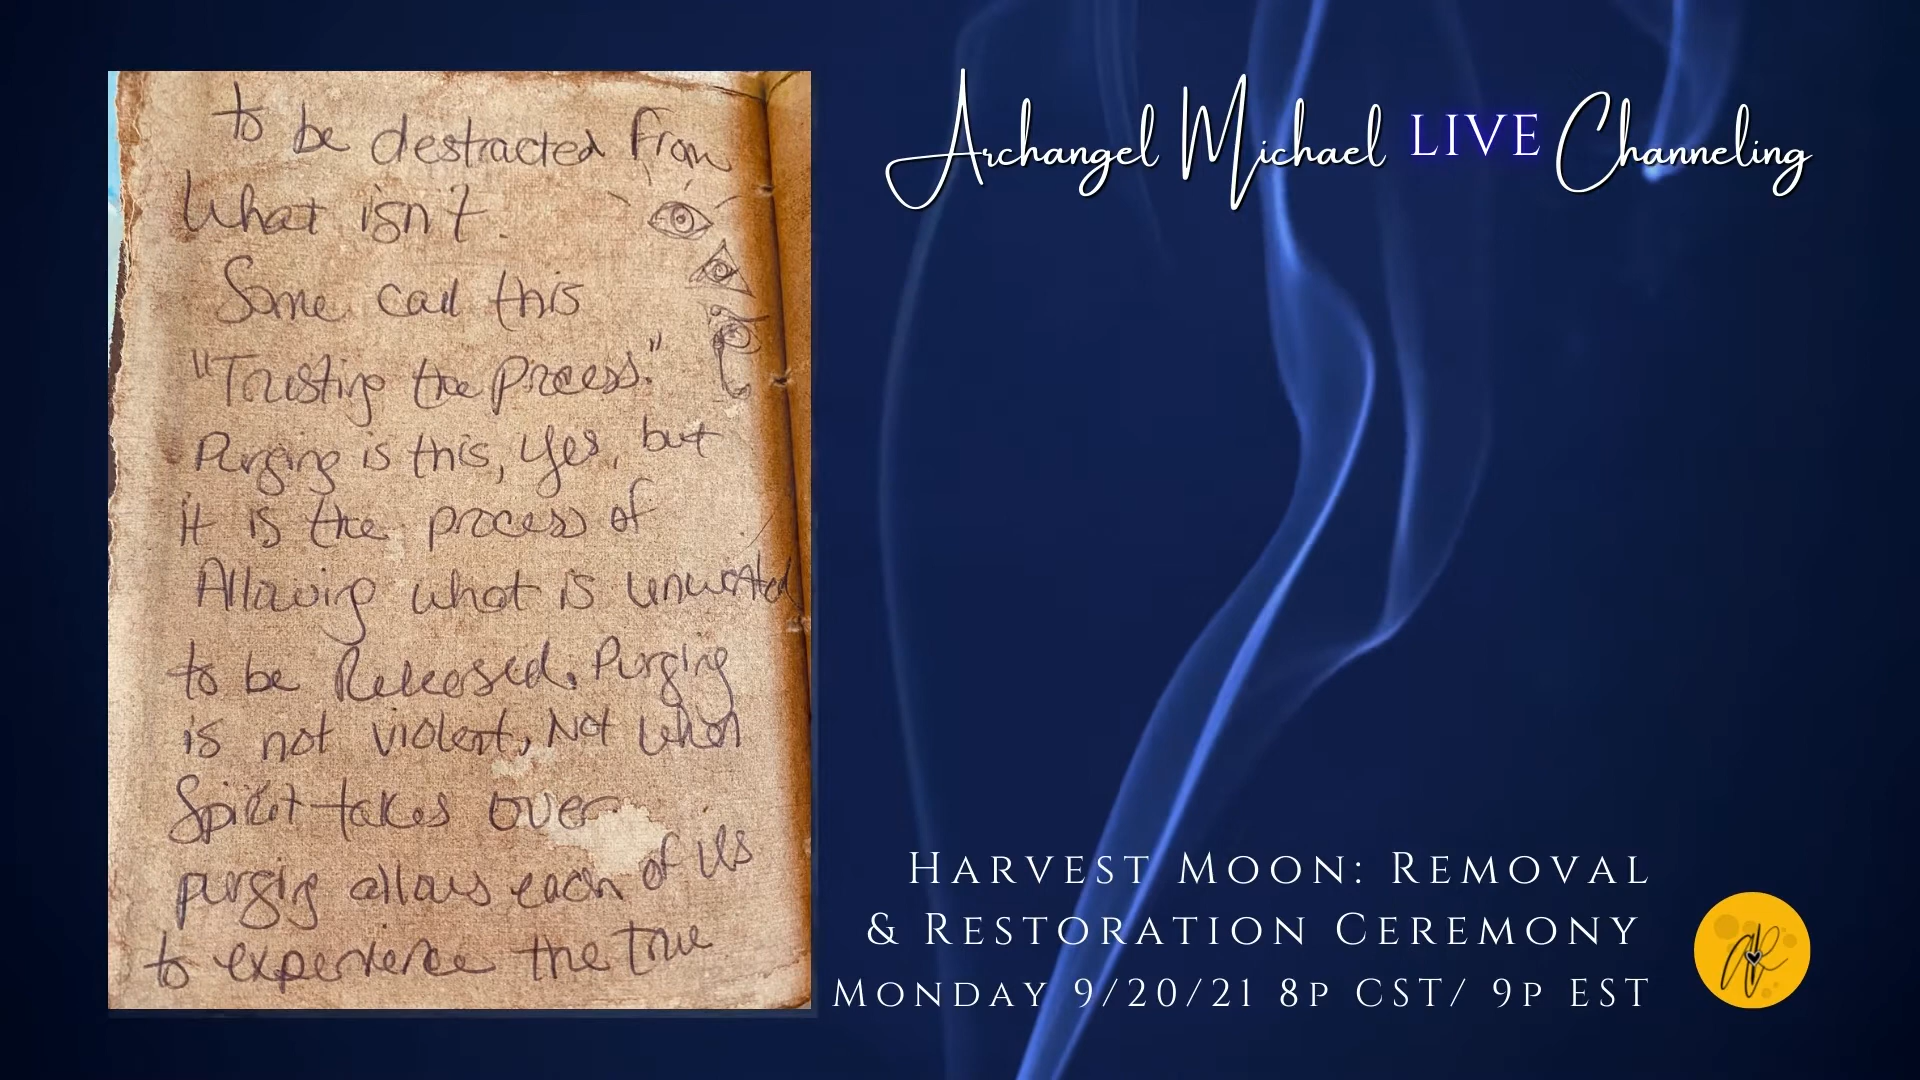 to be destracted from
What isn't.
Some call this
"Trusting the Process."
Purging is this, Yes, but
it is the process of
Allowing what is unwanted
to be Released. Purging
is not violent, Not when
Spirit takes over
purging allows each of us
to experience the true
Archangel Michael LIVE Channeling
Harvest Moon: Removal
& Restoration Ceremony
Monday 9/20/21 8p CST/ 9p EST